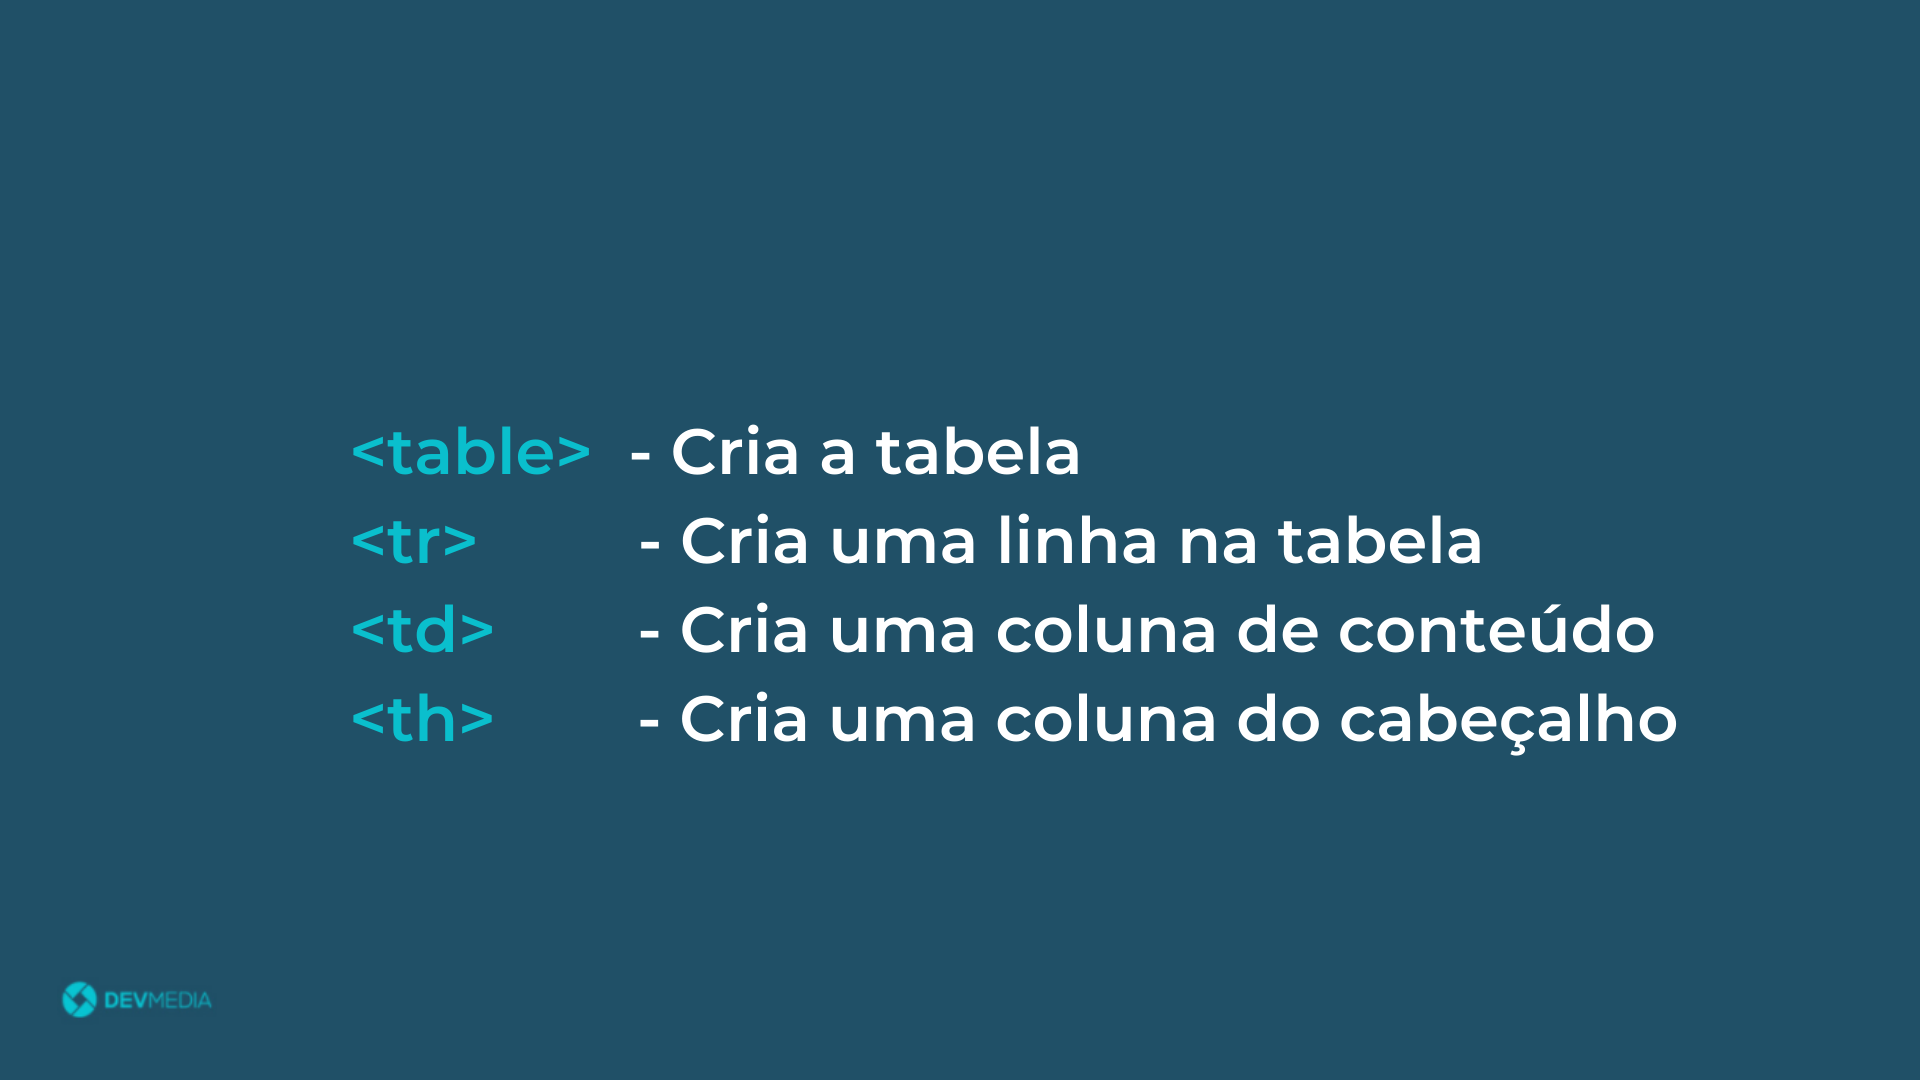 <table> - Cria a tabela
<tr> - Cria uma linha na tabela
<td> - Cria uma coluna de conteúdo
<th> - Cria uma coluna do cabeçalho
DEVMEDIA